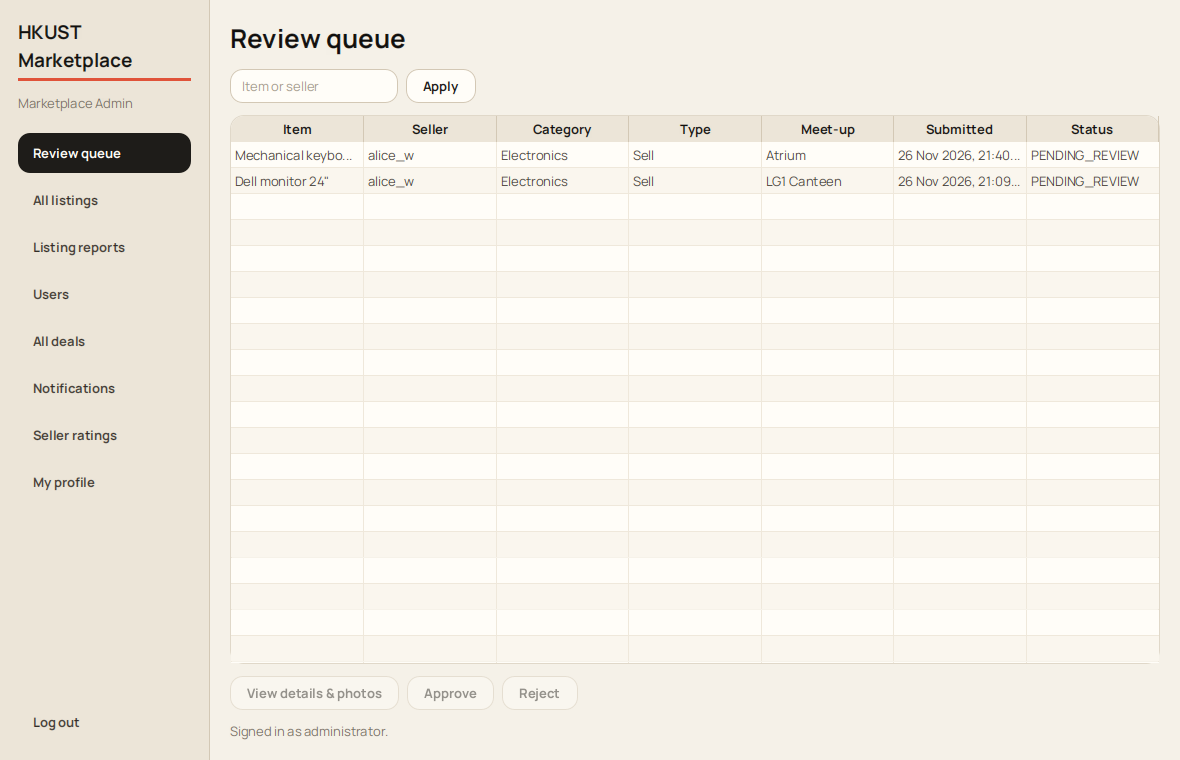 HKUST
Marketplace
Marketplace Admin
Review queue
All listings
Listing reports
Users
All deals
Notifications
Seller ratings
My profile
Log out
Review queue
Item or seller
Apply
Item Seller Category Type Meet-up Submitted Status
Mechanical keybo... alice_w Electronics Sell Atrium 26 Nov 2026, 21:40... PENDING_REVIEW
Dell monitor 24" alice_w Electronics Sell LG1 Canteen 26 Nov 2026, 21:09... PENDING_REVIEW
View details & photos
Approve
Reject
Signed in as administrator.